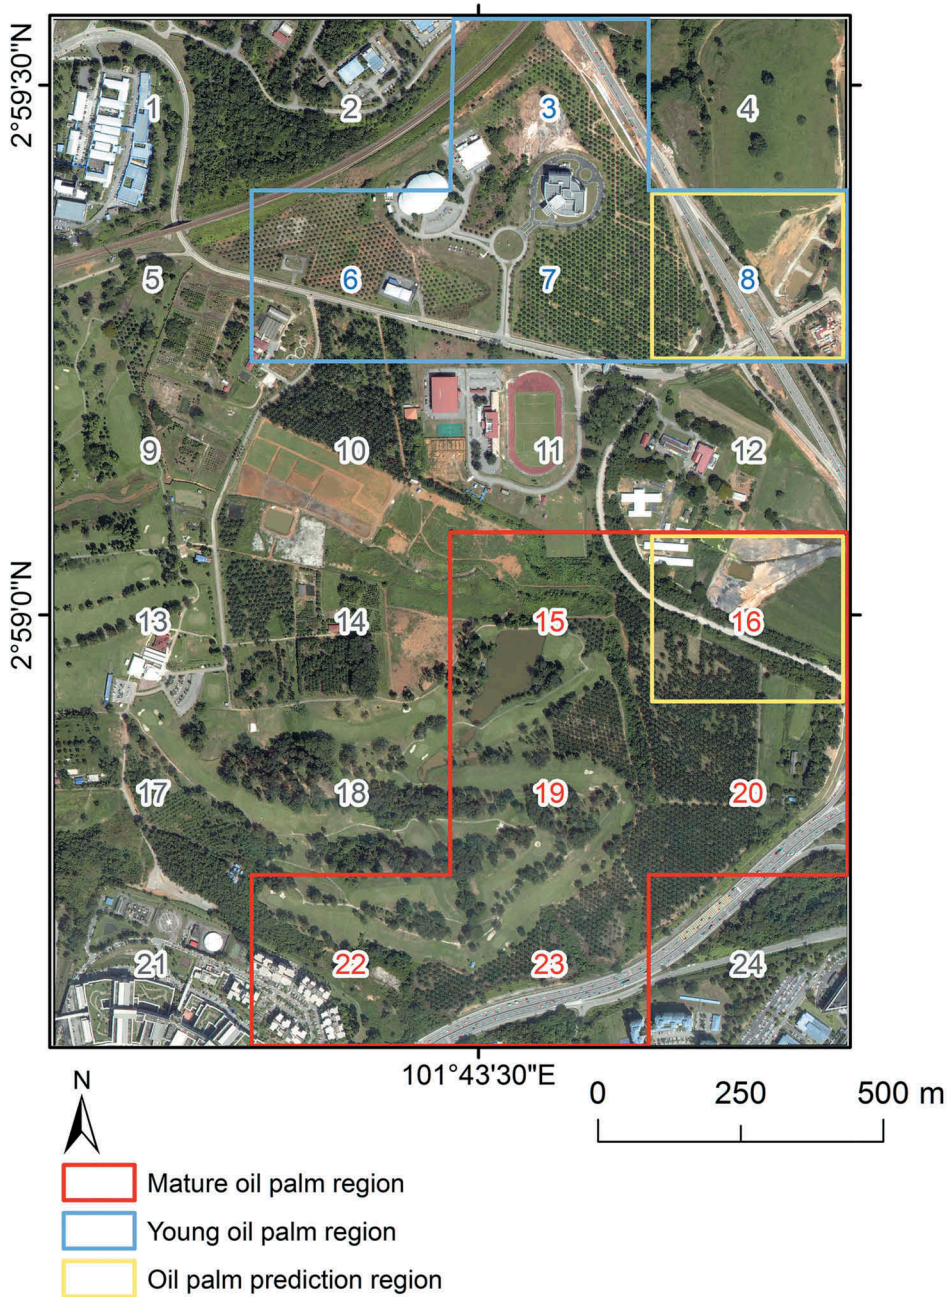 2°59'30"N
1 2 3 4
5 6 7 8
9 10 11 12
2°59'0"N
13 14 15 16
17 18 19 20
21 22 23 24
101°43'30"E
N
0 250 500 m
Mature oil palm region
Young oil palm region
Oil palm prediction region